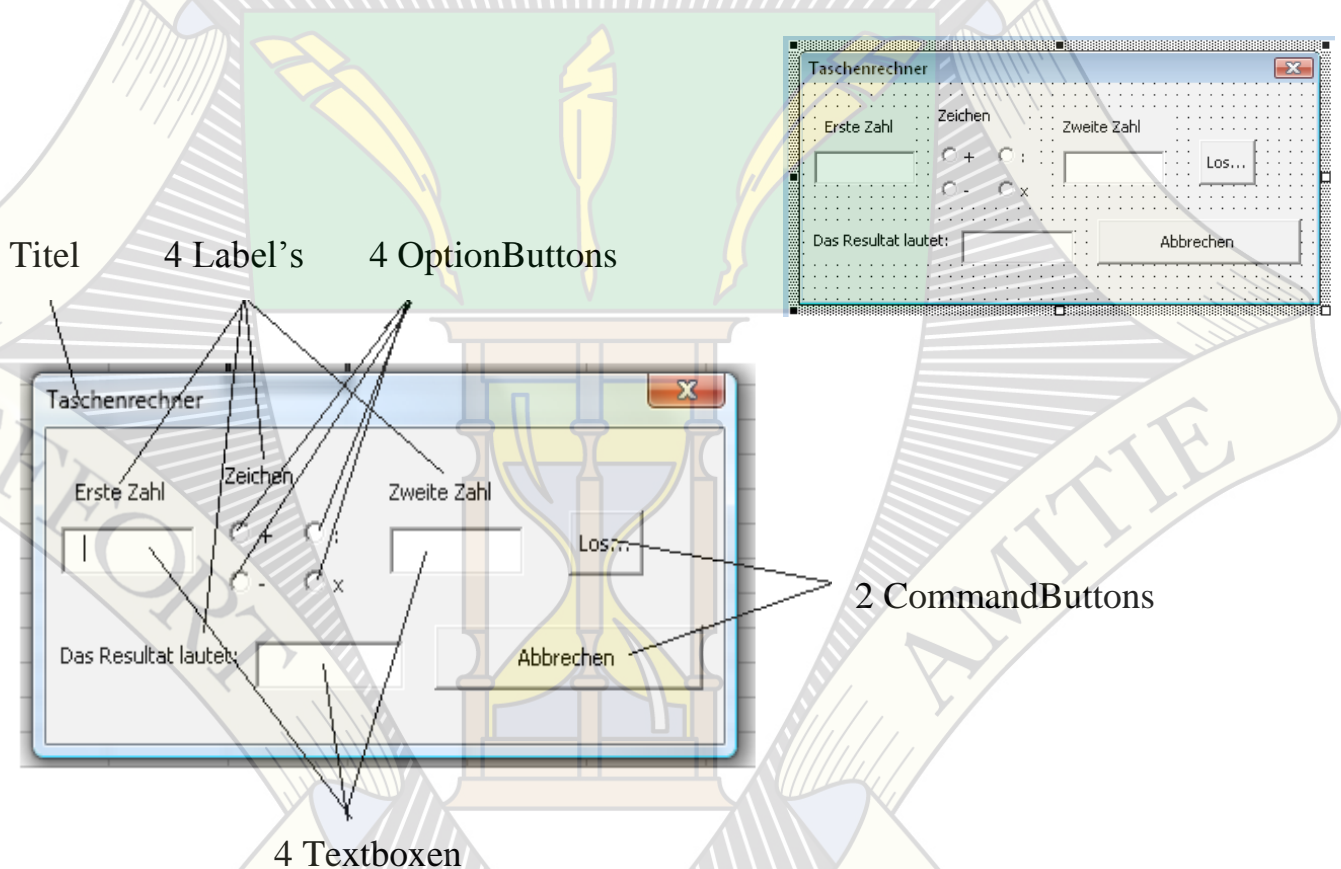 Taschenrechner
Erste Zahl
Zeichen
Zweite Zahl
+
:
-
x
Los...
Das Resultat lautet:
Abbrechen
Titel
4 Label’s
4 OptionButtons
Taschenrechner
Erste Zahl
Zeichen
Zweite Zahl
+
:
-
x
Los...
Das Resultat lautet:
Abbrechen
2 CommandButtons
4 Textboxen
AMITIE